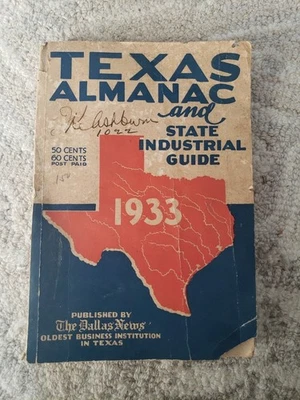 TEXAS
ALMANAC
and
STATE
INDUSTRIAL
GUIDE
Ashburn
1022
50 CENTS
60 CENTS
POST PAID
1933
PUBLISHED BY
The Dallas News
OLDEST BUSINESS INSTITUTION
IN TEXAS